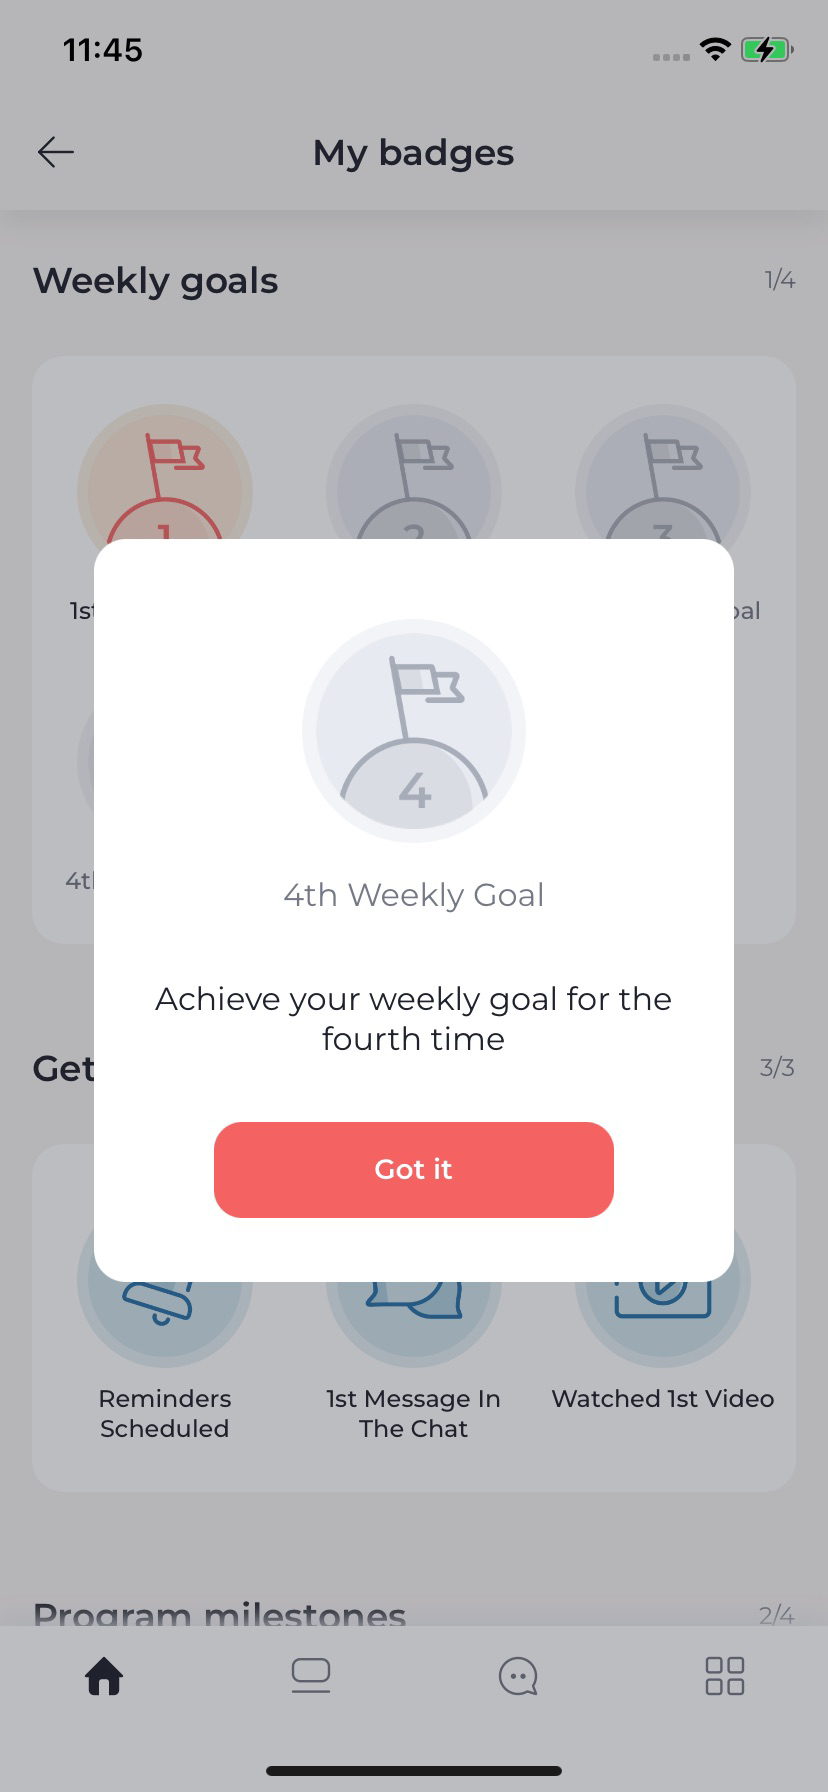 11:45
My badges
Weekly goals
1/4
1
2
3
1st
4
4th Weekly Goal
Achieve your weekly goal for the
fourth time
Got it
Get
3/3
Reminders
Scheduled
1st Message In
The Chat
Watched 1st Video
Program milestones
2/4